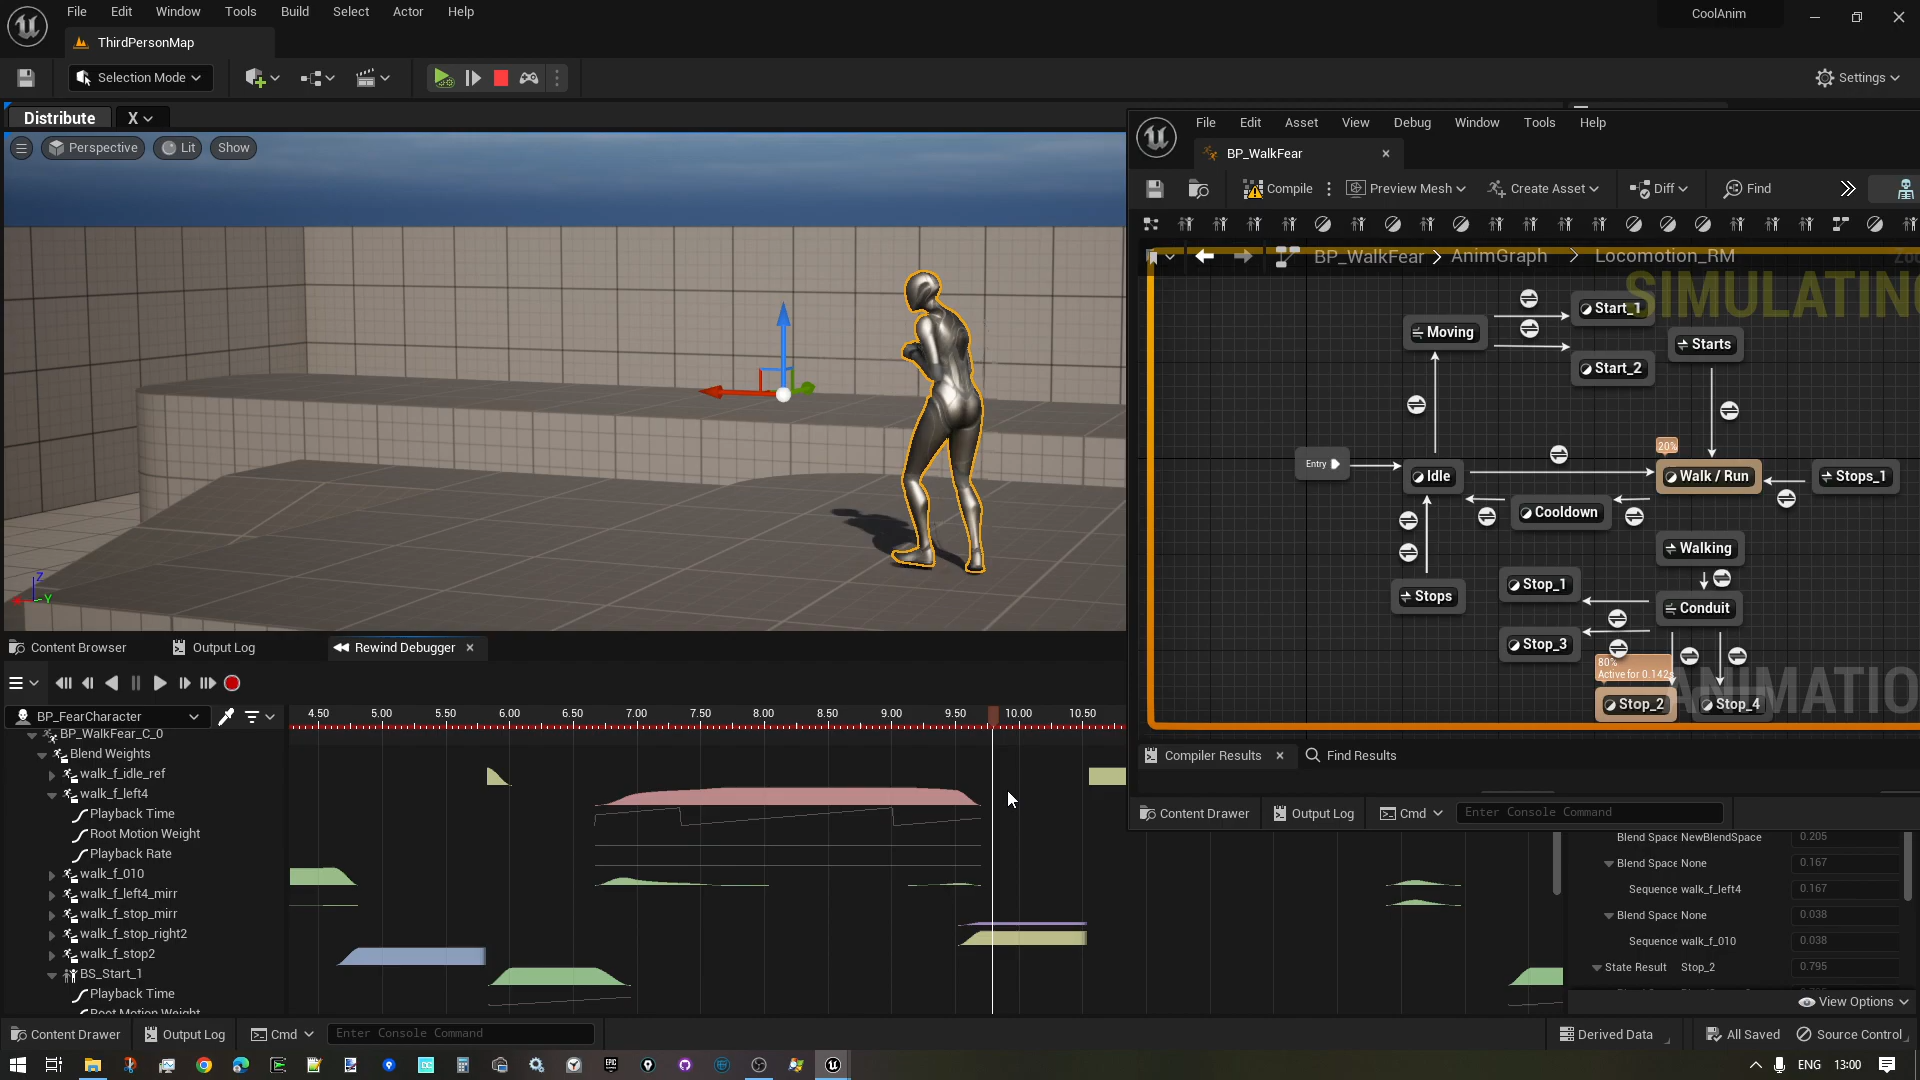 File Edit Window Tools Build Select Actor Help
CoolAnim
ThirdPersonMap
Selection Mode
Settings
Distribute
X
Perspective Lit Show
File Edit Asset View Debug Window Tools Help
BP_WalkFear
Compile Preview Mesh Create Asset Diff Find
BP_WalkFear > AnimGraph > Locomotion_RM
SIMULATING
Moving
Start_1
Starts
Start_2
Entry
Idle
20%
Walk / Run
Stops_1
Cooldown
Walking
Stop_1
Stops
Conduit
Stop_3
80%
Active for 0.142s
Stop_2
Stop_4
ANIMATIO
Content Browser Output Log Rewind Debugger
BP_FearCharacter
4.50 5.00 5.50 6.00 6.50 7.00 7.50 8.00 8.50 9.00 9.50 10.00 10.50
BP_WalkFear_C_0
Blend Weights
walk_f_idle_ref
walk_f_left4
Playback Time
Root Motion Weight
Playback Rate
walk_f_010
walk_f_left4_mirr
walk_f_stop_mirr
walk_f_stop_right2
walk_f_stop2
BS_Start_1
Playback Time
Root Motion Weight
Compiler Results Find Results
Content Drawer Output Log Cmd Enter Console Command
Blend Space NewBlendSpace 0.205
Blend Space None 0.167
Sequence walk_f_left4 0.167
Blend Space None 0.038
Sequence walk_f_010 0.038
State Result Stop_2 0.795
View Options
Content Drawer Output Log Cmd Enter Console Command
Derived Data All Saved Source Control
ENG 13:00